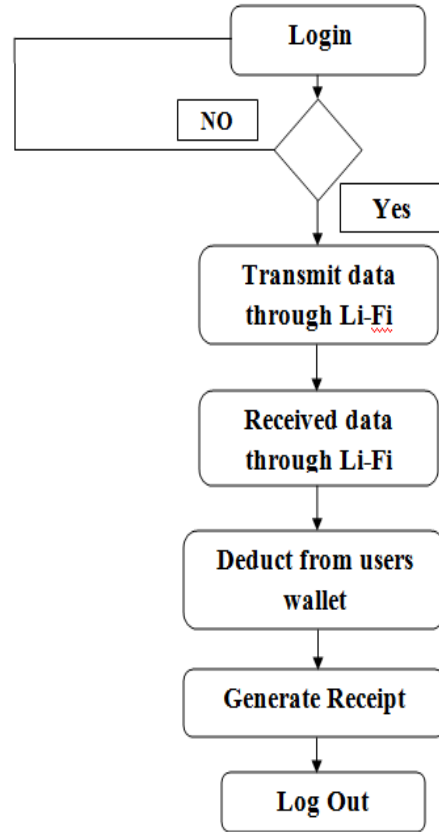 Login
NO
Yes
Transmit data
through Li-Fi
Received data
through Li-Fi
Deduct from users
wallet
Generate Receipt
Log Out